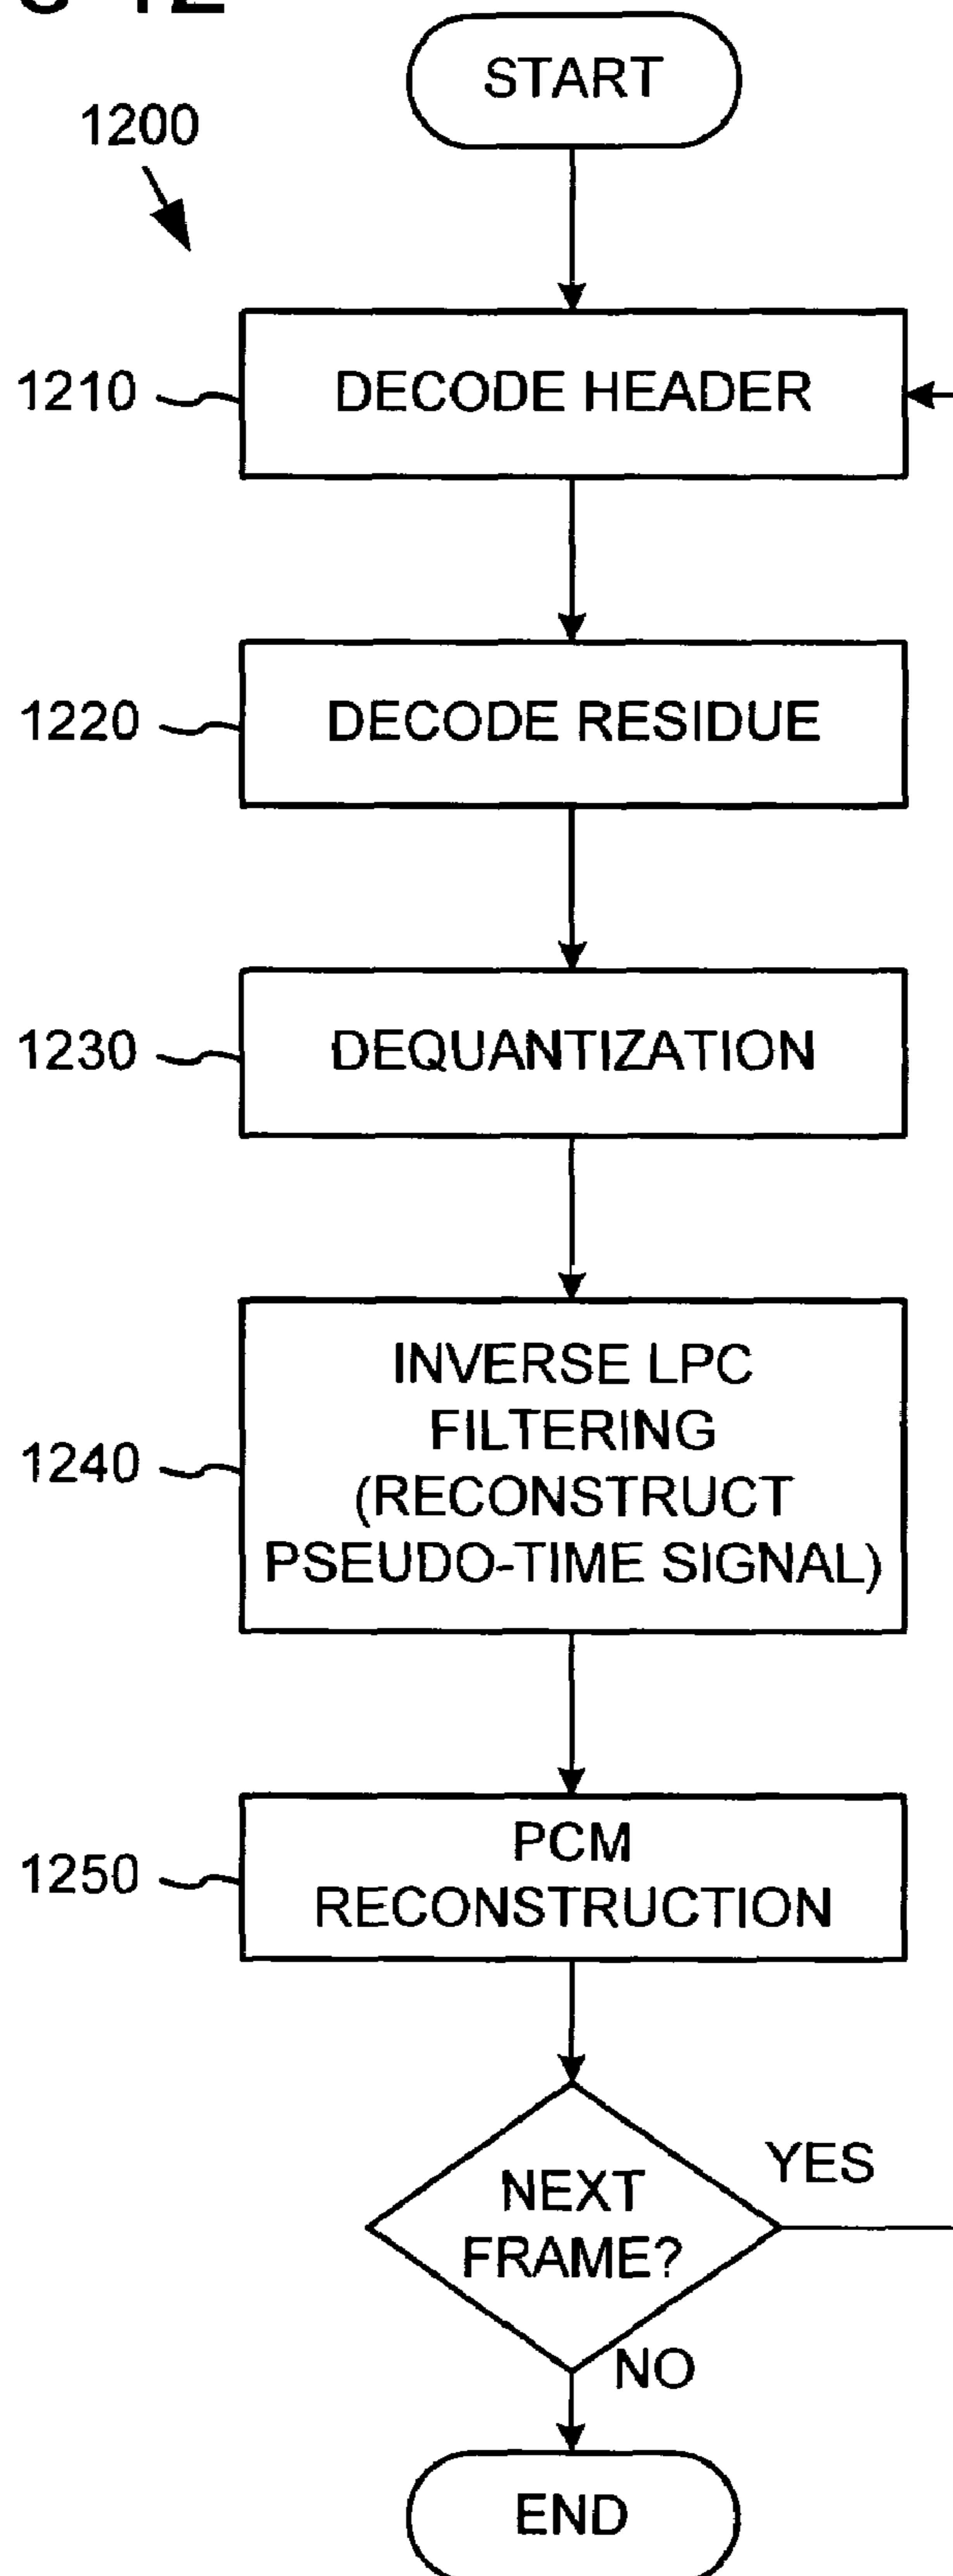 START
1200
1210
DECODE HEADER
1220
DECODE RESIDUE
1230
DEQUANTIZATION
1240
INVERSE LPC
FILTERING
(RECONSTRUCT
PSEUDO-TIME SIGNAL)
1250
PCM
RECONSTRUCTION
NEXT
FRAME?
YES
NO
END